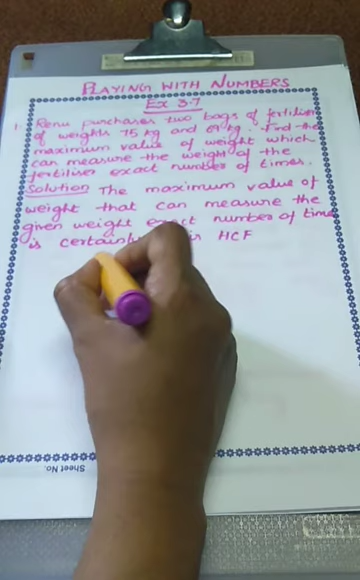 PLAYING WITH NUMBERS
Ex 3.7
1. Renu purchases two bags of fertiliser
of weights 75 kg and 69 kg. Find the
maximum value of weight which
can measure the weight of the
fertiliser exact number of times.
Solution The maximum value of
weight that can measure the
given weight exact number of time
is certainly is HCF
Sheet No.